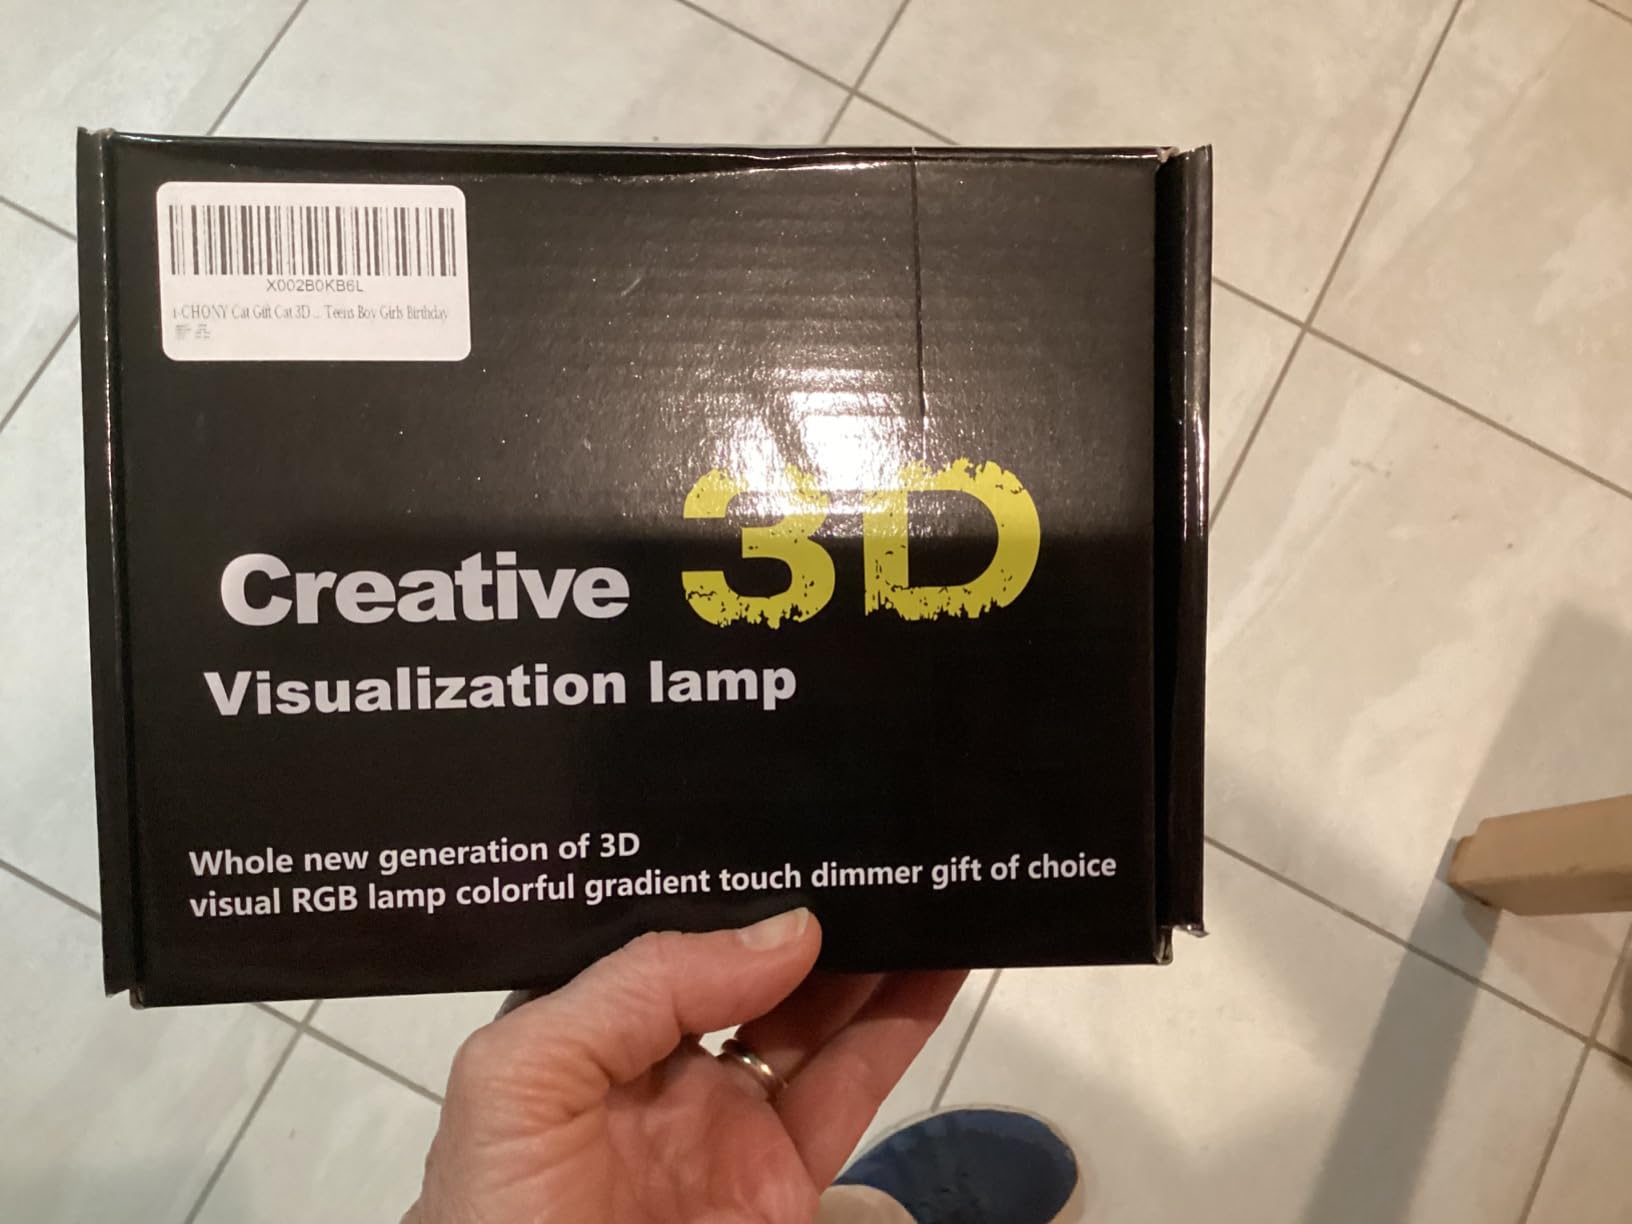 X002B0KB6L
i-CHONY Cat Gift Cat 3D ... Teens Boy Girls Birthday
Creative 3D
Visualization lamp
Whole new generation of 3D
visual RGB lamp colorful gradient touch dimmer gift of choice